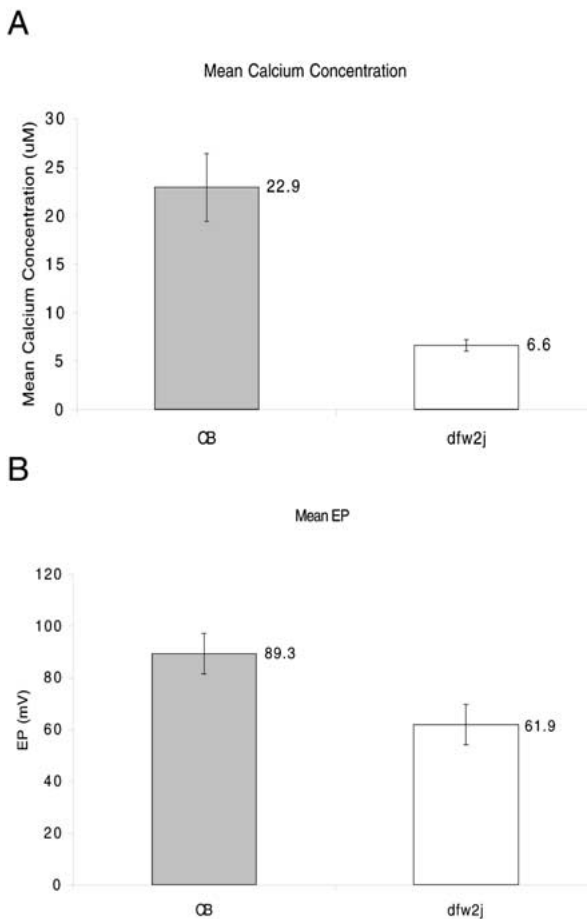 A
Mean Calcium Concentration
Mean Calcium Concentration (uM)
30
25
20
15
10
5
0
22.9
6.6
CB
dfw2j
B
Mean EP
EP (mV)
120
100
80
60
40
20
0
89.3
61.9
CB
dfw2j